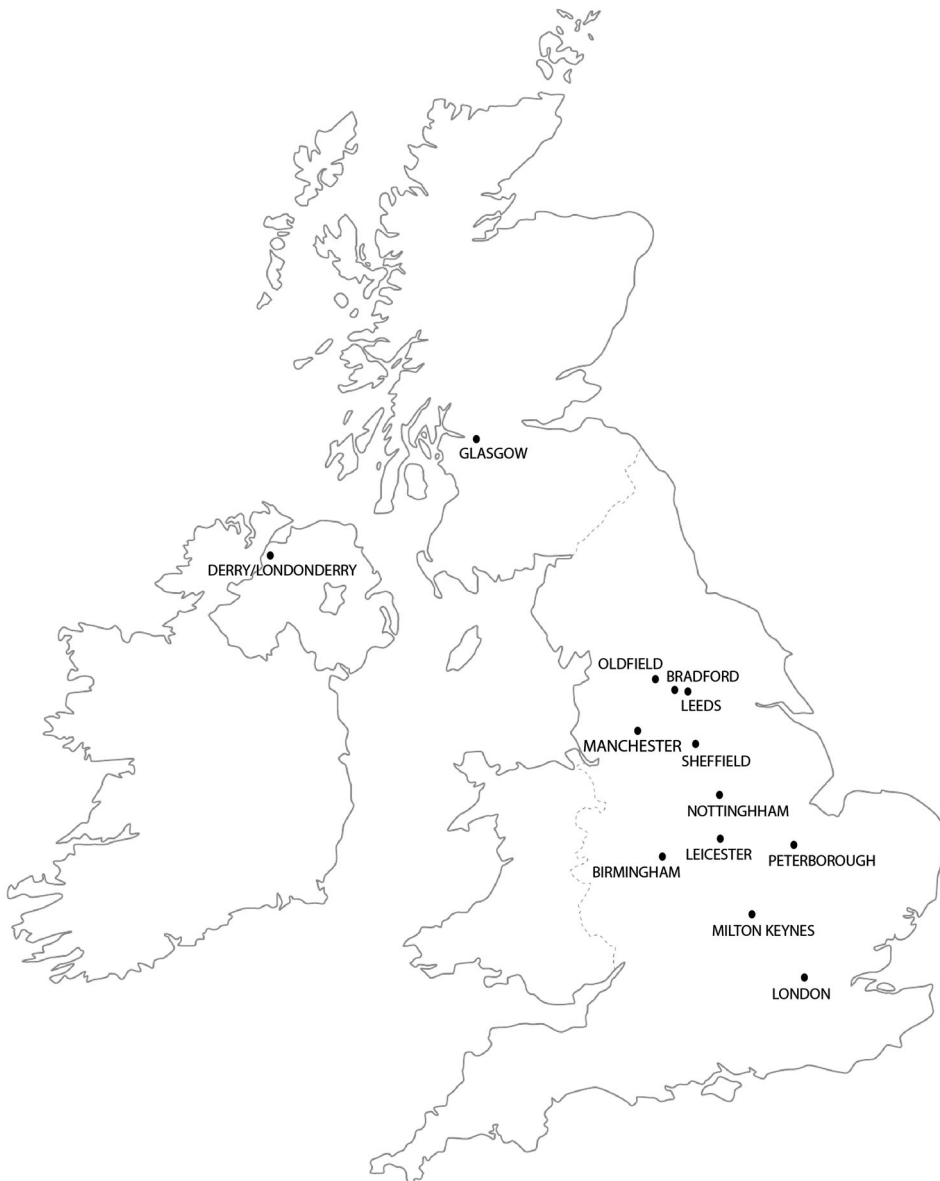 GLASGOW
DERRY/LONDONDERRY
OLDFIELD
BRADFORD
LEEDS
MANCHESTER
SHEFFIELD
NOTTINGHHAM
LEICESTER
PETERBOROUGH
BIRMINGHAM
MILTON KEYNES
LONDON